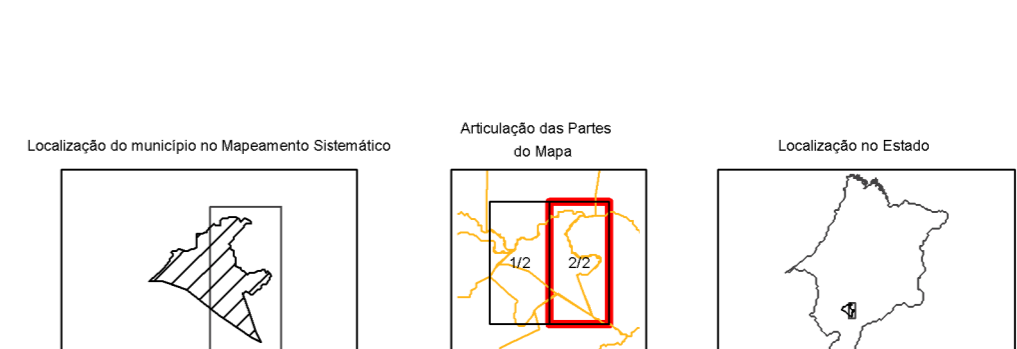 Localização do município no Mapeamento Sistemático
Articulação das Partes
do Mapa
Localização no Estado
1/2
2/2